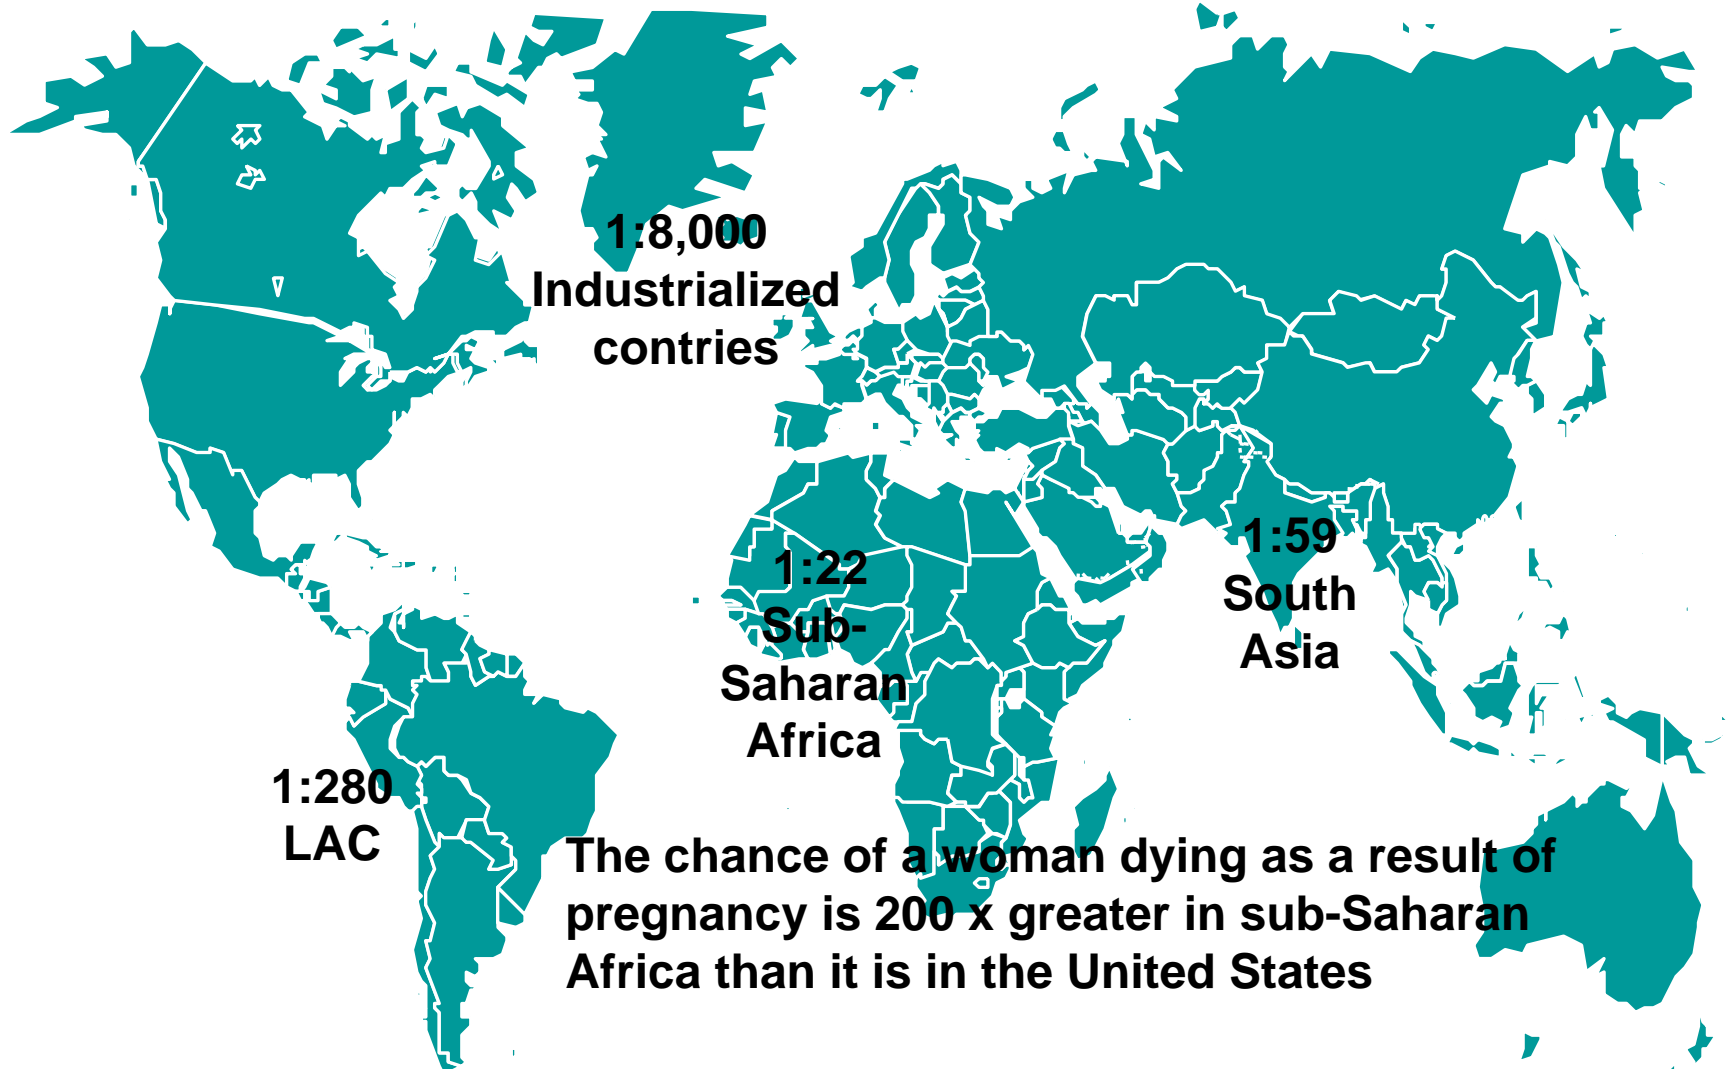 1:8,000
Industrialized
contries
1:59
South
Asia
1:22
Sub-
Saharan
Africa
1:280
LAC
The chance of a woman dying as a result of
pregnancy is 200 x greater in sub-Saharan
Africa than it is in the United States